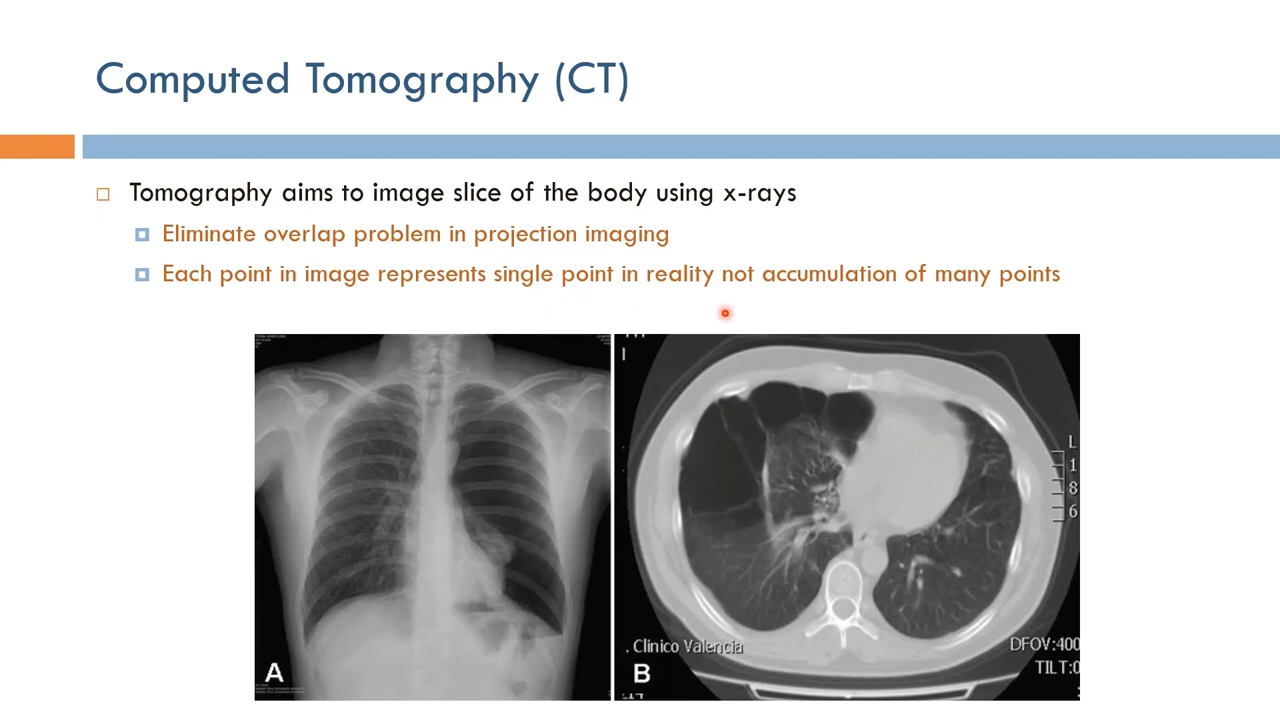 Computed Tomography (CT)
Tomography aims to image slice of the body using x-rays
Eliminate overlap problem in projection imaging
Each point in image represents single point in reality not accumulation of many points
L
1
8
6
. Clinico Valencia
DFOV:400
TILT:0
A
B